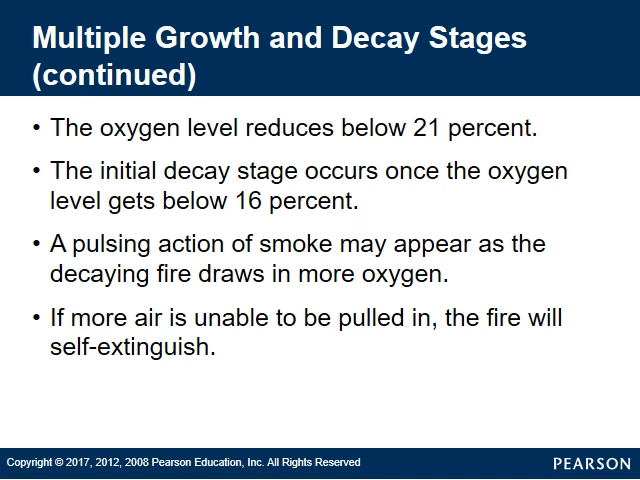 Multiple Growth and Decay Stages
(continued)
• The oxygen level reduces below 21 percent.
• The initial decay stage occurs once the oxygen
level gets below 16 percent.
• A pulsing action of smoke may appear as the
decaying fire draws in more oxygen.
• If more air is unable to be pulled in, the fire will
self-extinguish.
Copyright © 2017, 2012, 2008 Pearson Education, Inc. All Rights Reserved
PEARSON